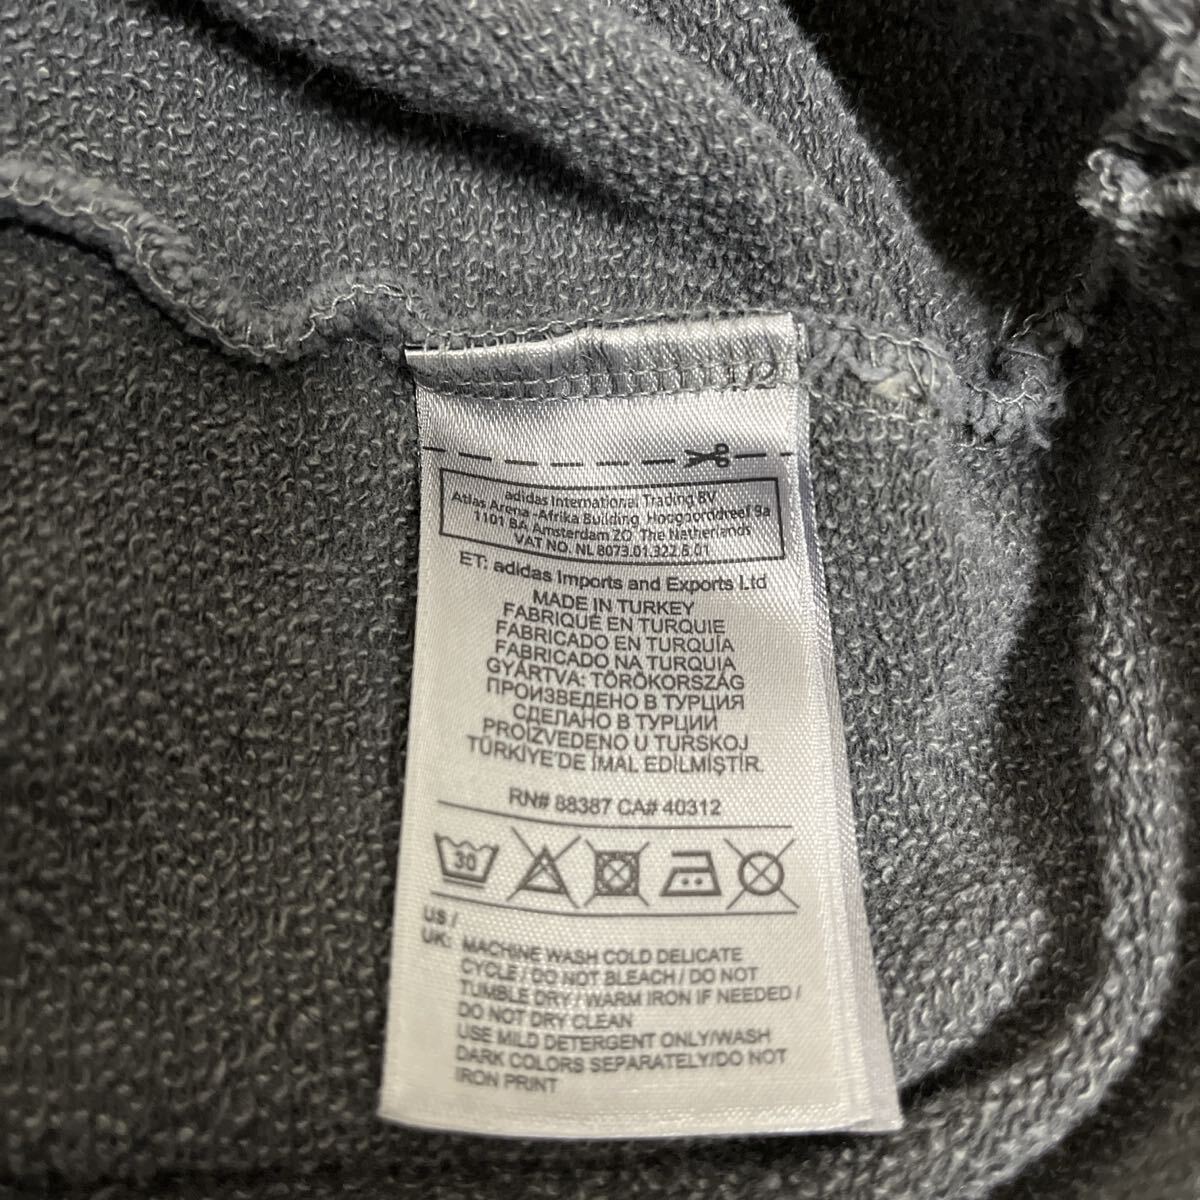 1/2
adidas International Trading BV
Atlas Arena -Afrika Building, Hoogoorddreef 9a
1101 BA Amsterdam ZO, The Netherlands
VAT NO. NL 8073.01.322.B.01
ET: adidas Imports and Exports Ltd
MADE IN TURKEY
FABRIQUÉ EN TURQUIE
FABRICADO EN TURQUÍA
FABRICADO NA TURQUIA
GYÁRTVA: TÖRÖKORSZÁG
ПРОИЗВЕДЕНО В ТУРЦИЯ
СДЕЛАНО В ТУРЦИИ
PROIZVEDENO U TURSKOJ
TÜRKİYE'DE İMAL EDİLMİŞTİR.
RN# 88387 CA# 40312
30
US /
UK: MACHINE WASH COLD DELICATE
CYCLE / DO NOT BLEACH / DO NOT
TUMBLE DRY / WARM IRON IF NEEDED /
DO NOT DRY CLEAN
USE MILD DETERGENT ONLY/WASH
DARK COLORS SEPARATELY/DO NOT
IRON PRINT